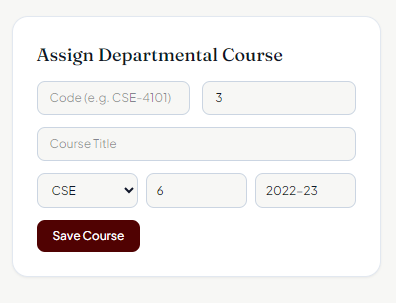 Assign Departmental Course
Code (e.g. CSE-4101) 3
Course Title
CSE 6 2022-23
Save Course